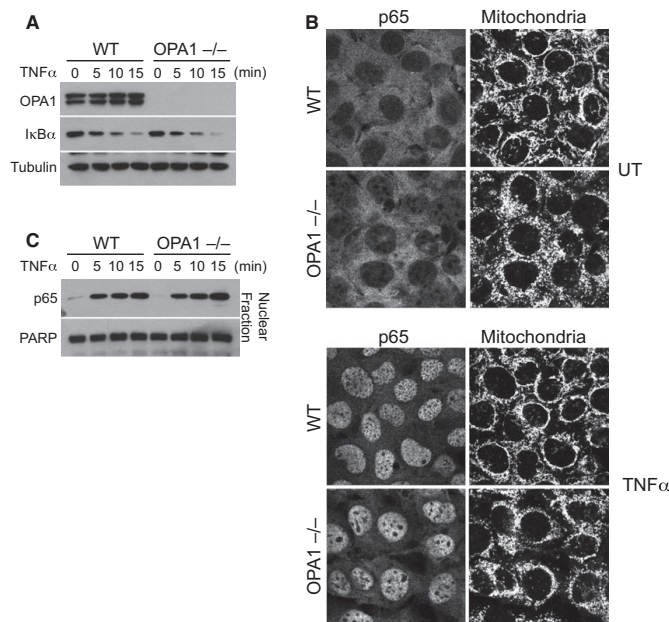 A
WT OPA1 –/–
TNFα 0 5 10 15 0 5 10 15 (min)
OPA1
IκBα
Tubulin
C
WT OPA1 –/–
TNFα 0 5 10 15 0 5 10 15 (min)
p65
PARP
Nuclear
Fraction
B
p65 Mitochondria
WT
OPA1 –/–
UT
p65 Mitochondria
WT
OPA1 –/–
TNFα